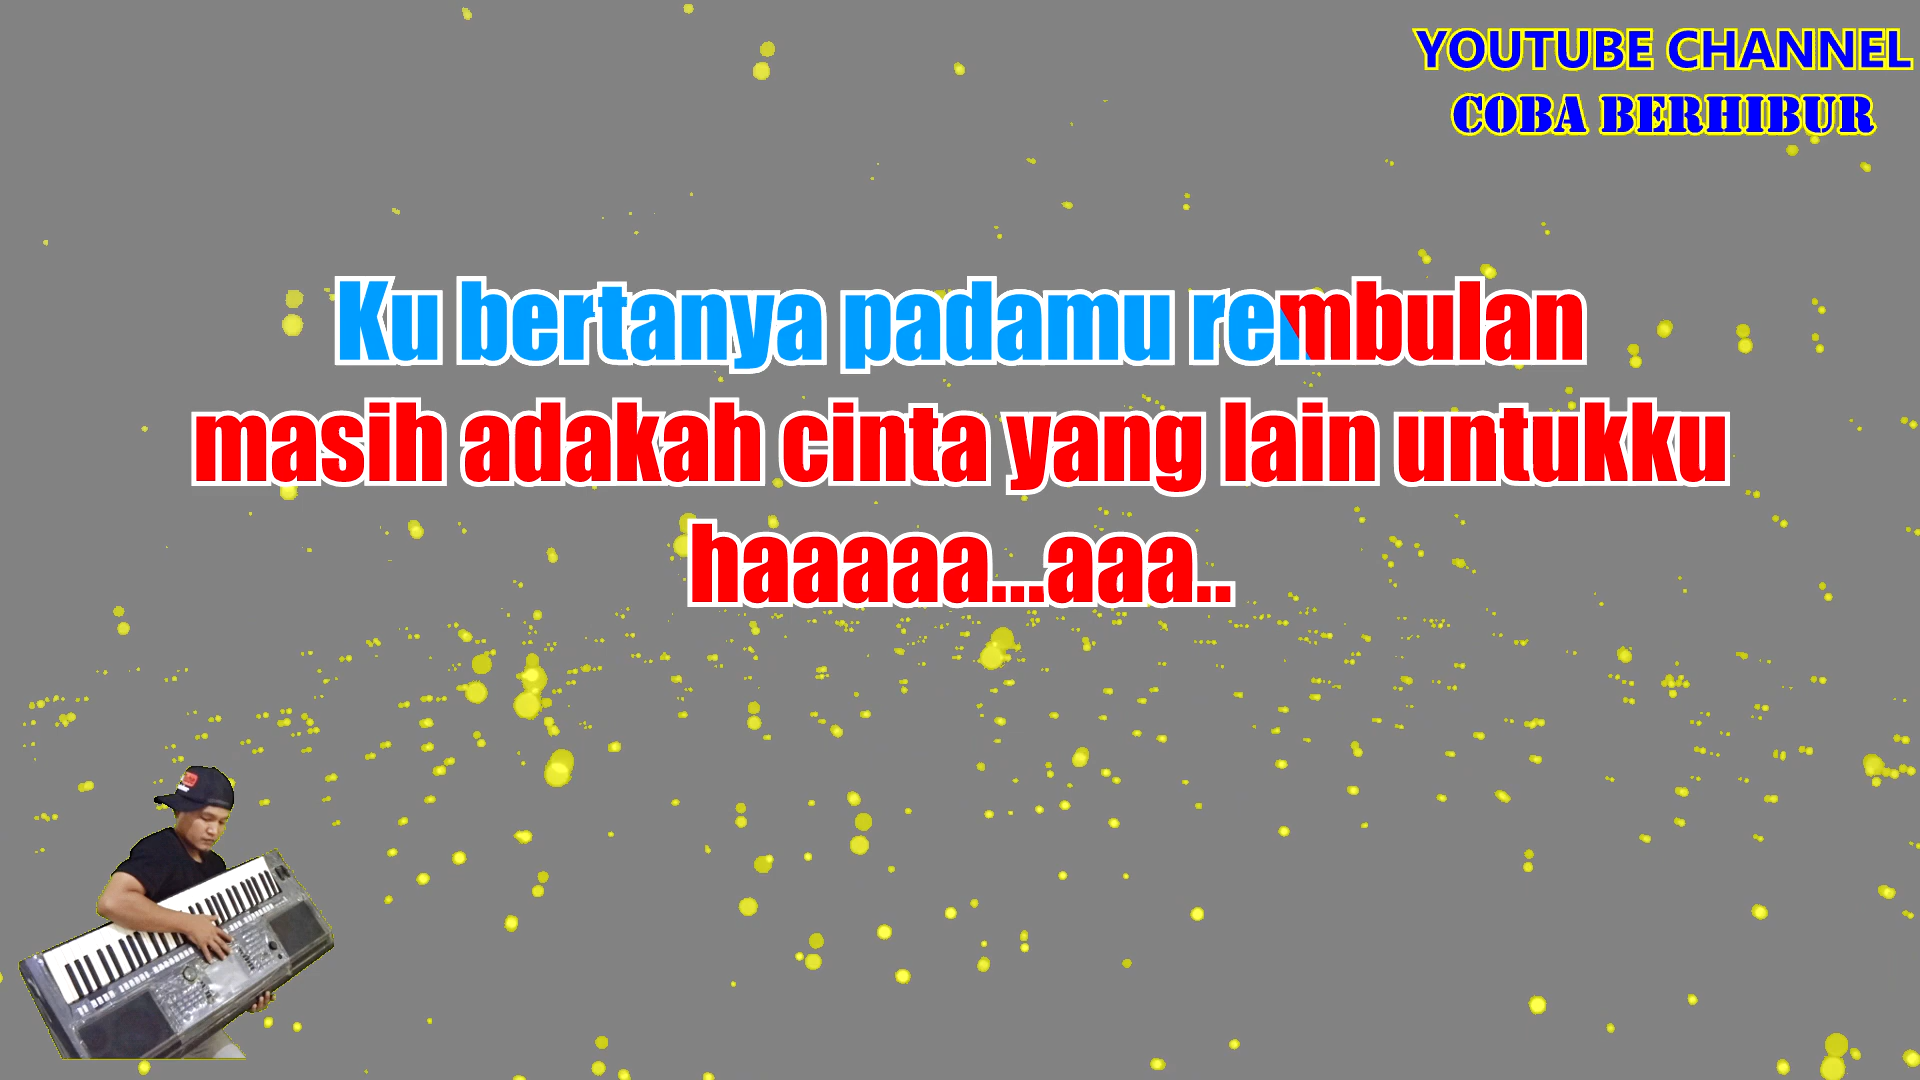 YOUTUBE CHANNEL
COBA BERHIBUR
Ku bertanya padamu rembulan
masih adakah cinta yang lain untukku
haaaaa...aaa..